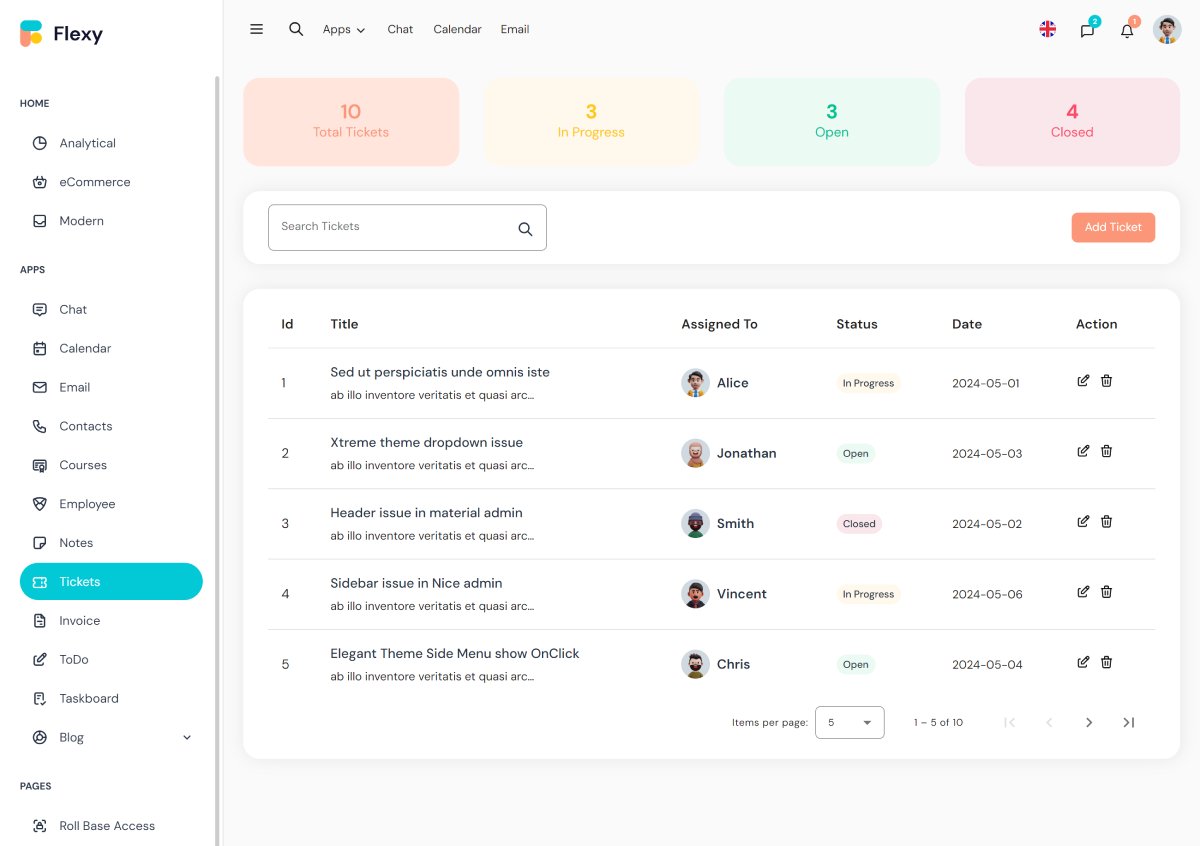 Flexy
Apps Chat Calendar Email
2 1
HOME
Analytical
eCommerce
Modern
APPS
Chat
Calendar
Email
Contacts
Courses
Employee
Notes
Tickets
Invoice
ToDo
Taskboard
Blog
PAGES
Roll Base Access
10
Total Tickets
3
In Progress
3
Open
4
Closed
Search Tickets
Add Ticket
Id Title Assigned To Status Date Action
1 Sed ut perspiciatis unde omnis iste Alice In Progress 2024-05-01
ab illo inventore veritatis et quasi arc...
2 Xtreme theme dropdown issue Jonathan Open 2024-05-03
ab illo inventore veritatis et quasi arc...
3 Header issue in material admin Smith Closed 2024-05-02
ab illo inventore veritatis et quasi arc...
4 Sidebar issue in Nice admin Vincent In Progress 2024-05-06
ab illo inventore veritatis et quasi arc...
5 Elegant Theme Side Menu show OnClick Chris Open 2024-05-04
ab illo inventore veritatis et quasi arc...
Items per page: 5 1 – 5 of 10